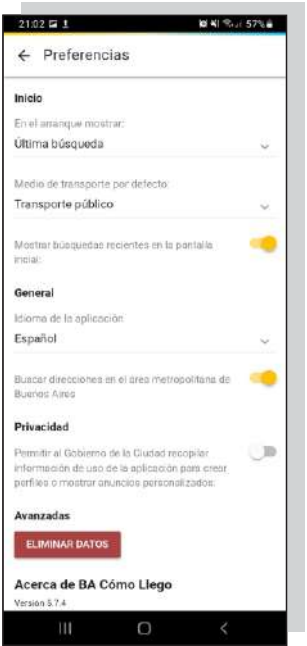 21:02 57%
← Preferencias
Inicio
En el arranque mostrar:
Última búsqueda
Medio de transporte por defecto:
Transporte público
Mostrar búsquedas recientes en la pantalla
incial:
General
Idioma de la aplicación
Español
Buscar direcciones en el área metropolitana de
Buenos Aires
Privacidad
Permitir al Gobierno de la Ciudad recopilar
información de uso de la aplicación para crear
perfiles o mostrar anuncios personalizados:
Avanzadas
ELIMINAR DATOS
Acerca de BA Cómo Llego
Version 5.7.4